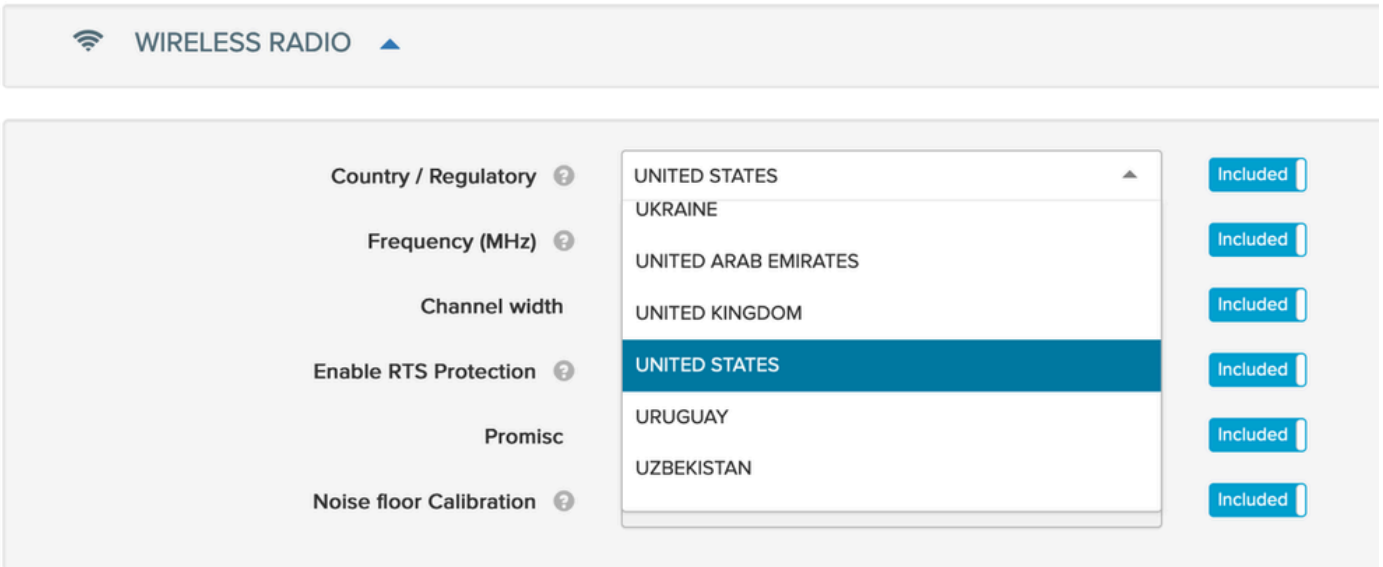 WIRELESS RADIO
Country / Regulatory ? UNITED STATES Included
UKRAINE
Frequency (MHz) ? Included
UNITED ARAB EMIRATES
Channel width UNITED KINGDOM Included
Enable RTS Protection ? UNITED STATES Included
URUGUAY
Promisc Included
UZBEKISTAN
Noise floor Calibration ? Included